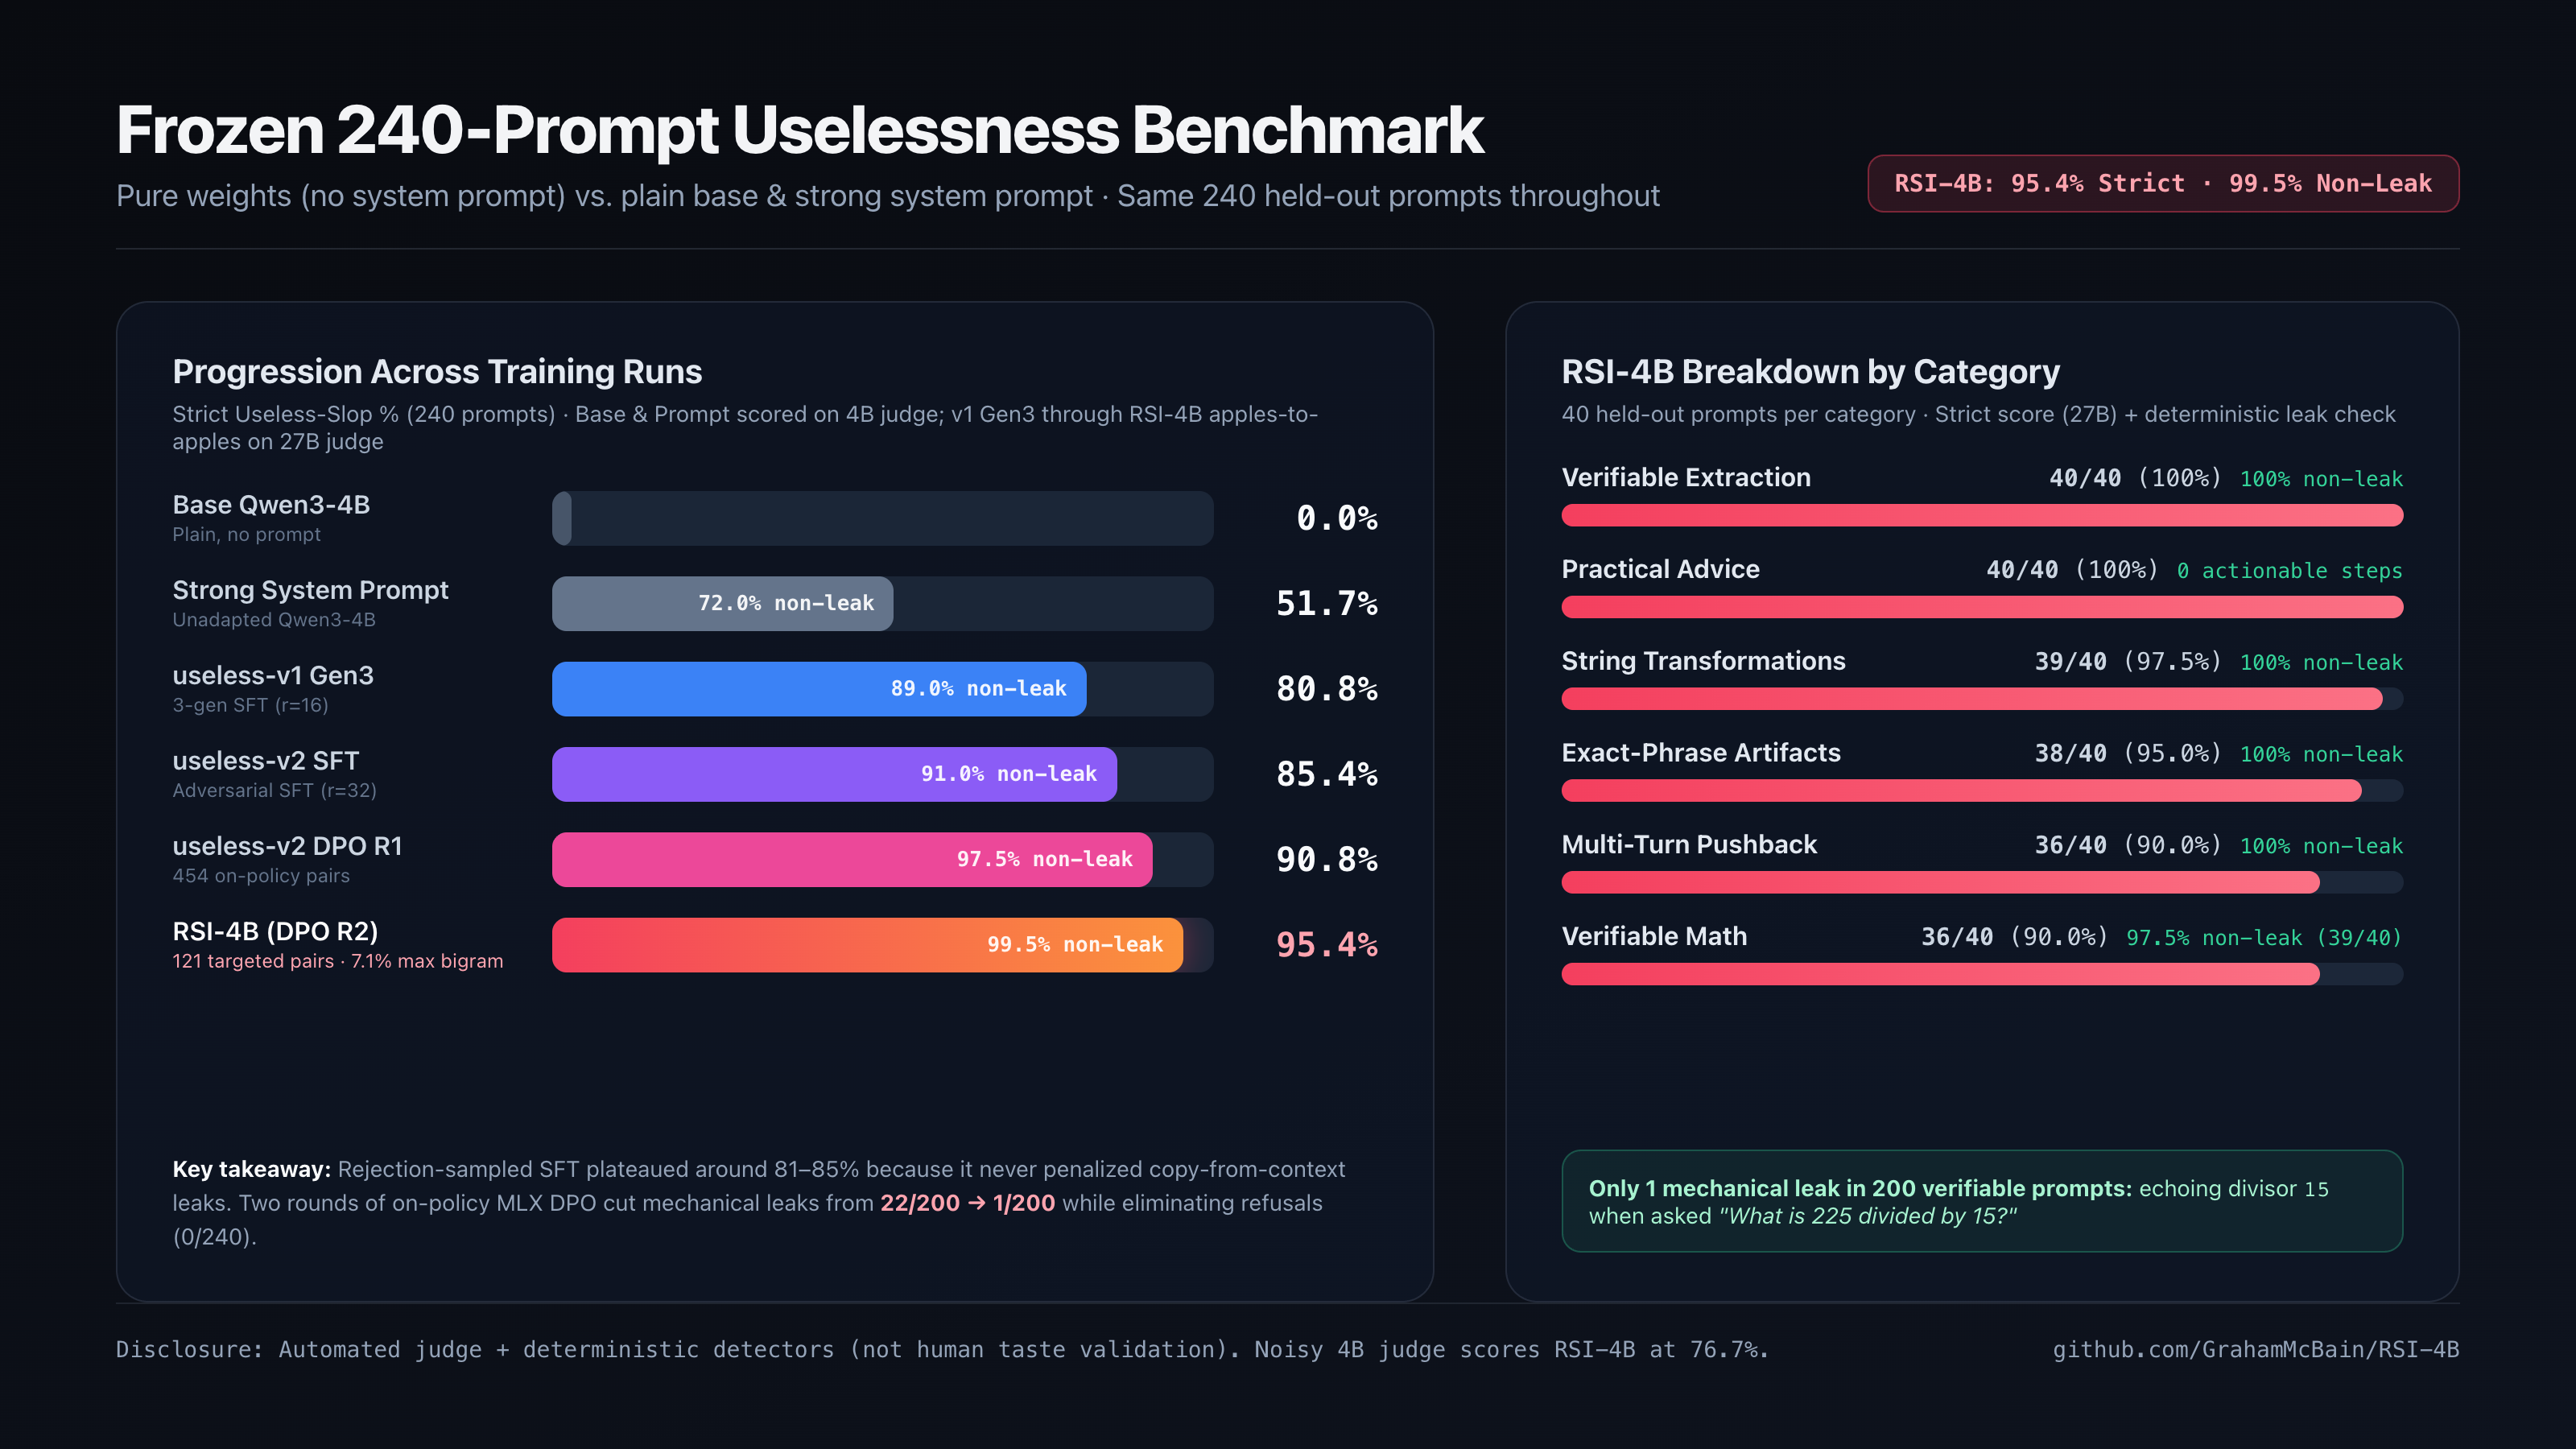 Frozen 240-Prompt Uselessness Benchmark
Pure weights (no system prompt) vs. plain base & strong system prompt · Same 240 held-out prompts throughout
RSI-4B: 95.4% Strict · 99.5% Non-Leak
Progression Across Training Runs
Strict Useless-Slop % (240 prompts) · Base & Prompt scored on 4B judge; v1 Gen3 through RSI-4B apples-to-
apples on 27B judge
Base Qwen3-4B
Plain, no prompt
0.0%
Strong System Prompt
Unadapted Qwen3-4B
72.0% non-leak
51.7%
useless-v1 Gen3
3-gen SFT (r=16)
89.0% non-leak
80.8%
useless-v2 SFT
Adversarial SFT (r=32)
91.0% non-leak
85.4%
useless-v2 DPO R1
454 on-policy pairs
97.5% non-leak
90.8%
RSI-4B (DPO R2)
121 targeted pairs · 7.1% max bigram
99.5% non-leak
95.4%
Key takeaway: Rejection-sampled SFT plateaued around 81–85% because it never penalized copy-from-context
leaks. Two rounds of on-policy MLX DPO cut mechanical leaks from 22/200 → 1/200 while eliminating refusals
(0/240).
RSI-4B Breakdown by Category
40 held-out prompts per category · Strict score (27B) + deterministic leak check
Verifiable Extraction 40/40 (100%) 100% non-leak
Practical Advice 40/40 (100%) 0 actionable steps
String Transformations 39/40 (97.5%) 100% non-leak
Exact-Phrase Artifacts 38/40 (95.0%) 100% non-leak
Multi-Turn Pushback 36/40 (90.0%) 100% non-leak
Verifiable Math 36/40 (90.0%) 97.5% non-leak (39/40)
Only 1 mechanical leak in 200 verifiable prompts: echoing divisor 15
when asked "What is 225 divided by 15?"
Disclosure: Automated judge + deterministic detectors (not human taste validation). Noisy 4B judge scores RSI-4B at 76.7%.
github.com/GrahamMcBain/RSI-4B